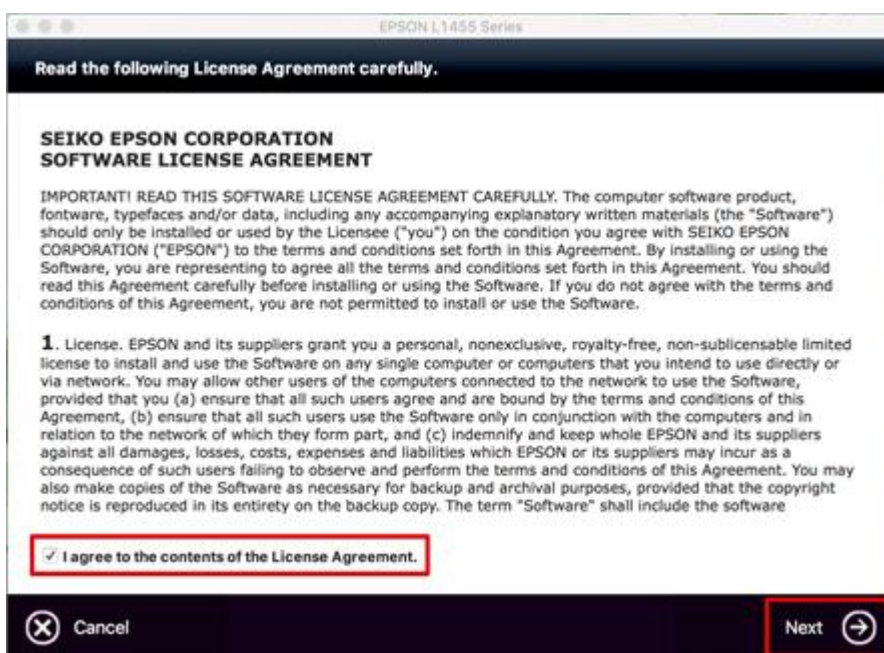 EPSON L1455 Series
Read the following License Agreement carefully.
SEIKO EPSON CORPORATION
SOFTWARE LICENSE AGREEMENT
IMPORTANT! READ THIS SOFTWARE LICENSE AGREEMENT CAREFULLY. The computer software product,
fontware, typefaces and/or data, including any accompanying explanatory written materials (the "Software")
should only be installed or used by the Licensee ("you") on the condition you agree with SEIKO EPSON
CORPORATION ("EPSON") to the terms and conditions set forth in this Agreement. By installing or using the
Software, you are representing to agree all the terms and conditions set forth in this Agreement. You should
read this Agreement carefully before installing or using the Software. If you do not agree with the terms and
conditions of this Agreement, you are not permitted to install or use the Software.
1. License. EPSON and its suppliers grant you a personal, nonexclusive, royalty-free, non-sublicensable limited
license to install and use the Software on any single computer or computers that you intend to use directly or
via network. You may allow other users of the computers connected to the network to use the Software,
provided that you (a) ensure that all such users agree and are bound by the terms and conditions of this
Agreement, (b) ensure that all such users use the Software only in conjunction with the computers and in
relation to the network of which they form part, and (c) indemnify and keep whole EPSON and its suppliers
against all damages, losses, costs, expenses and liabilities which EPSON or its suppliers may incur as a
consequence of such users failing to observe and perform the terms and conditions of this Agreement. You may
also make copies of the Software as necessary for backup and archival purposes, provided that the copyright
notice is reproduced in its entirety on the backup copy. The term "Software" shall include the software
I agree to the contents of the License Agreement.
Cancel
Next